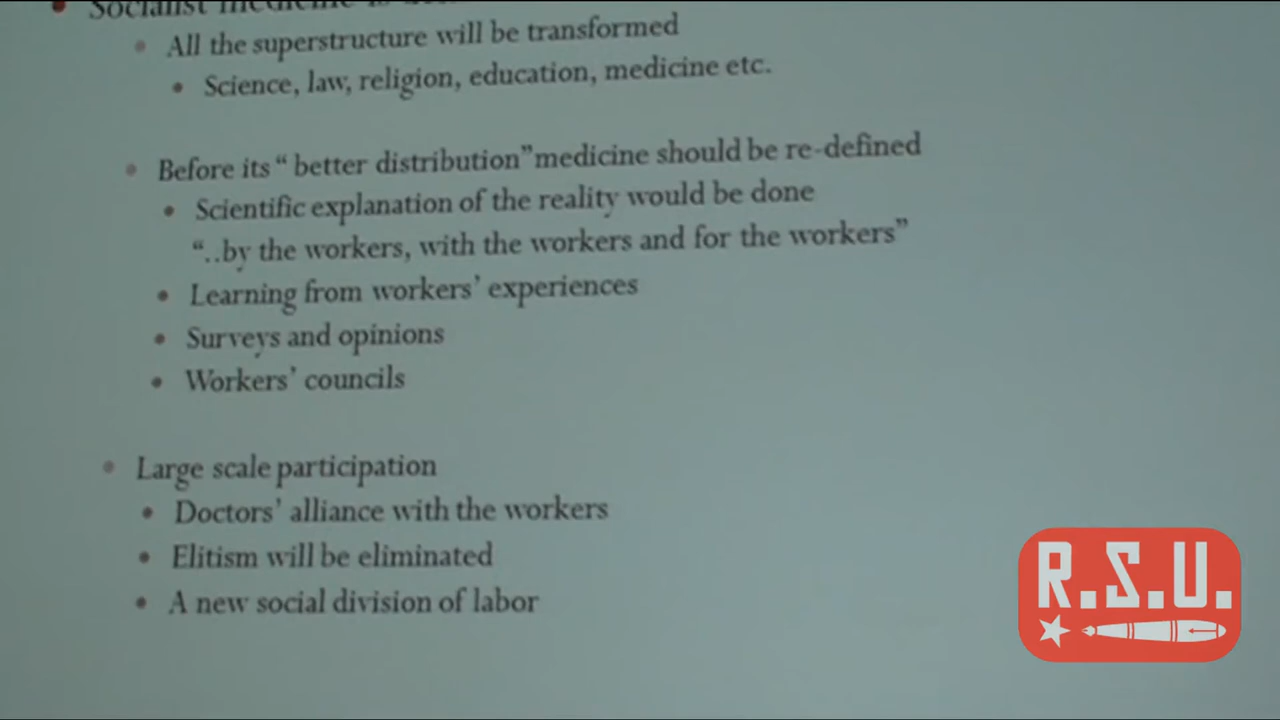 Socialist medicine is
• All the superstructure will be transformed
• Science, law, religion, education, medicine etc.
• Before its “ better distribution”medicine should be re-defined
• Scientific explanation of the reality would be done
“..by the workers, with the workers and for the workers”
• Learning from workers’ experiences
• Surveys and opinions
• Workers’ councils
• Large scale participation
• Doctors’ alliance with the workers
• Elitism will be eliminated
• A new social division of labor
R.S.U.